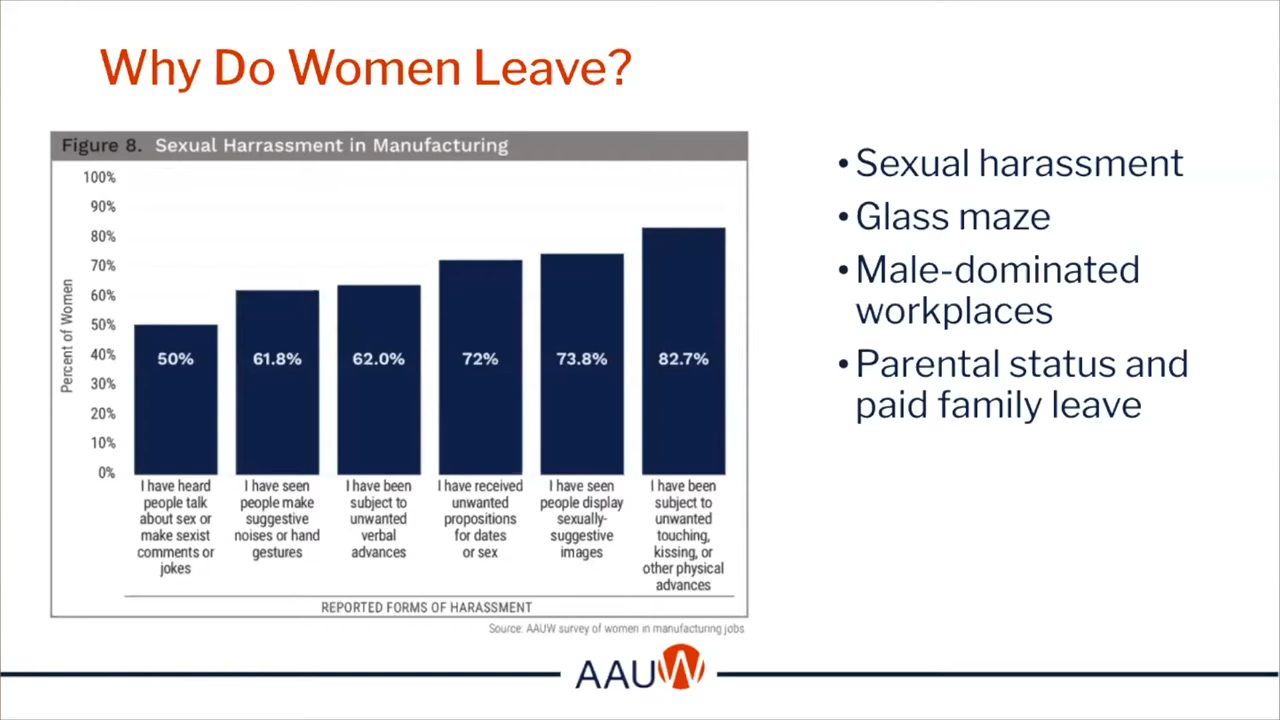 Why Do Women Leave?
Figure 8. Sexual Harrassment in Manufacturing
100%
90%
80%
70%
60%
50%
40%
30%
20%
10%
0%
Percent of Women
50%
61.8%
62.0%
72%
73.8%
82.7%
I have heard
people talk
about sex or
make sexist
comments or
jokes
I have seen
people make
suggestive
noises or hand
gestures
I have been
subject to
unwanted
verbal
advances
I have received
unwanted
propositions
for dates
or sex
I have seen
people display
sexually-
suggestive
images
I have been
subject to
unwanted
touching,
kissing, or
other physical
advances
REPORTED FORMS OF HARASSMENT
Source: AAUW survey of women in manufacturing jobs
• Sexual harassment
• Glass maze
• Male-dominated
workplaces
• Parental status and
paid family leave
AAUW